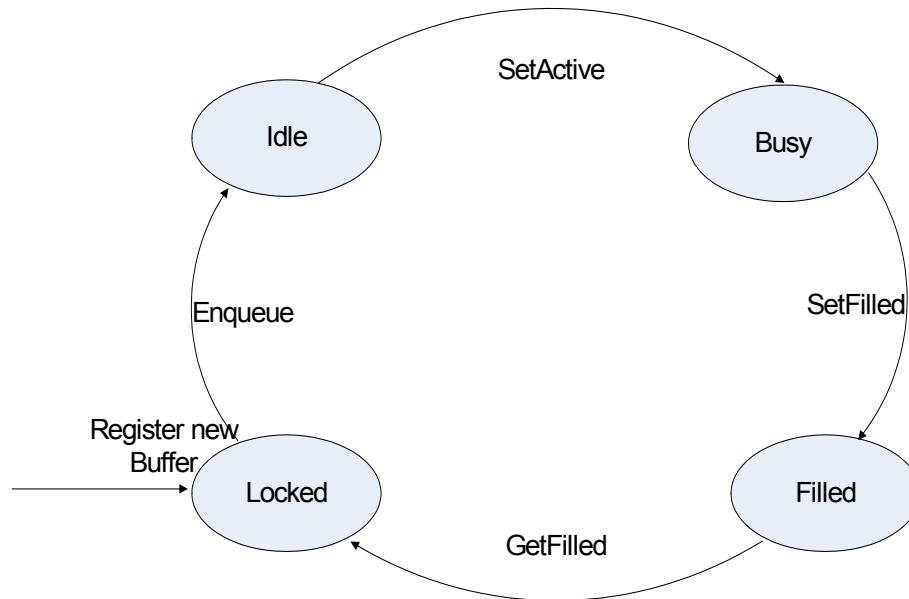 SetActive
Idle
Busy
Enqueue
SetFilled
Register new
Buffer
Locked
Filled
GetFilled